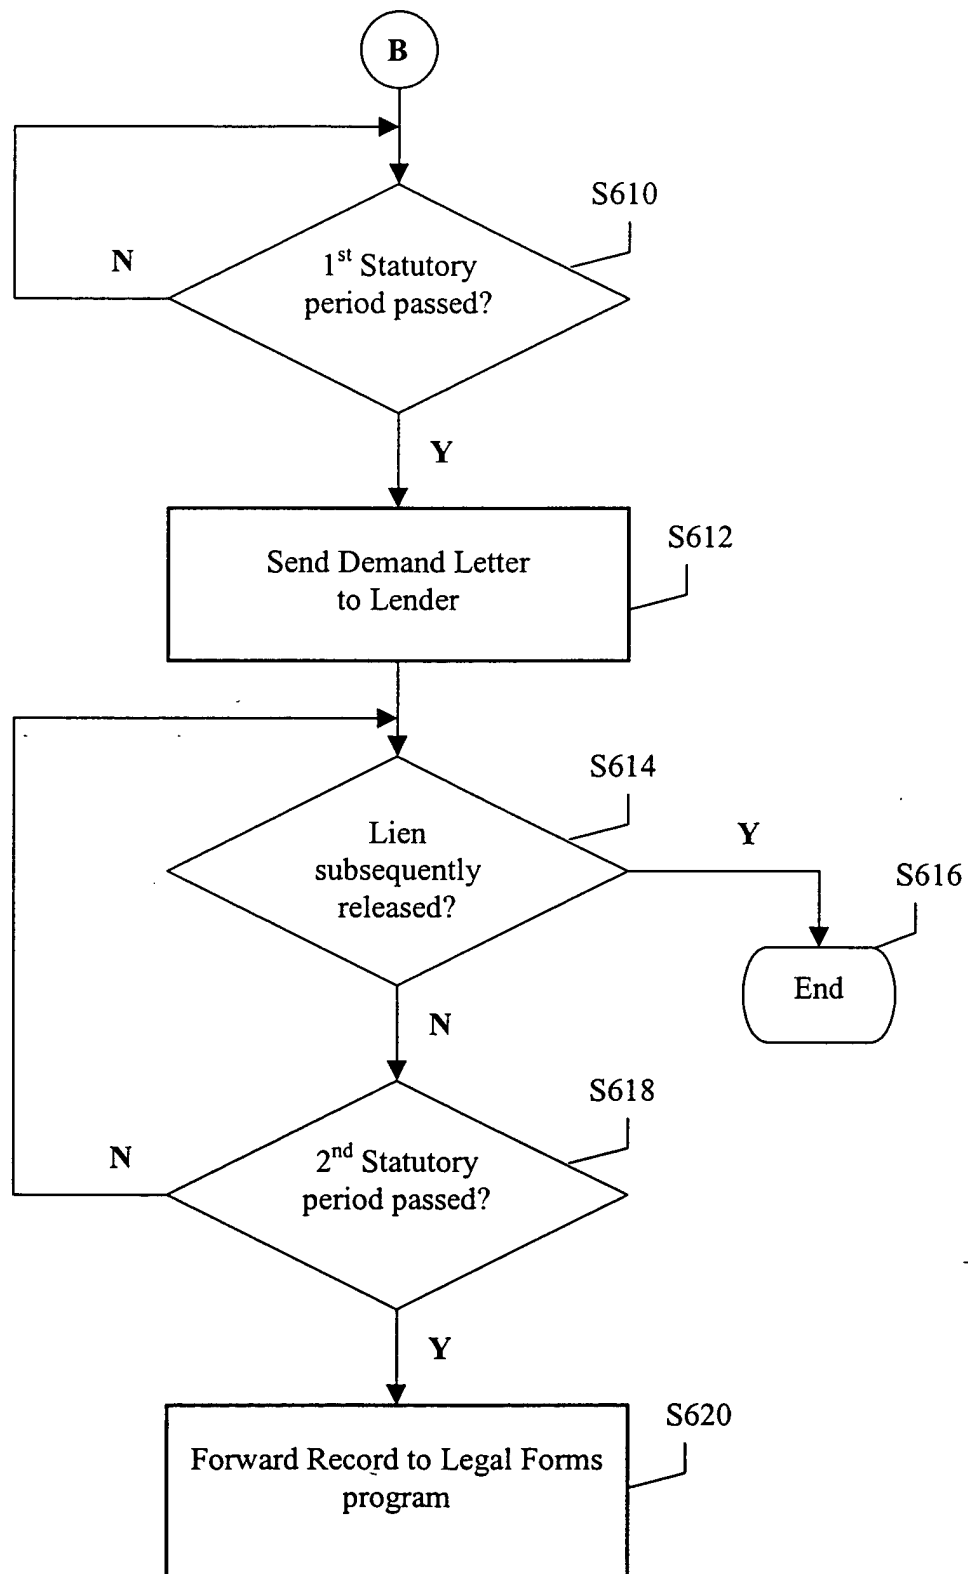 B
S610
N
1st Statutory
period passed?
Y
S612
Send Demand Letter
to Lender
S614
Y
Lien
subsequently
released?
S616
End
N
S618
N
2nd Statutory
period passed?
Y
S620
Forward Record to Legal Forms
program